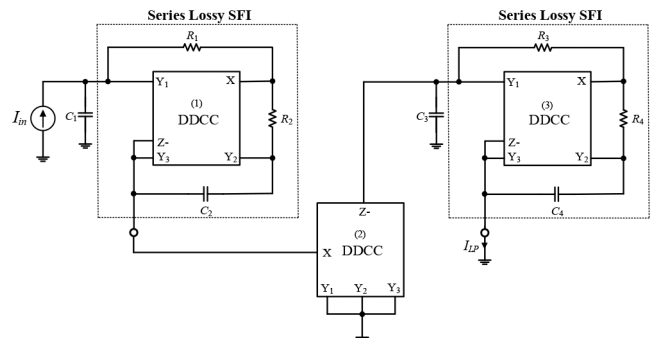 Series Lossy SFI
Series Lossy SFI
R1
R3
Y1
X
Y1
X
Iin
C1
(1)
DDCC
R2
C3
(3)
DDCC
R4
Z-
Y3
Y2
Z-
Y3
Y2
C2
C4
Z-
(2)
DDCC
X
Y1 Y2 Y3
ILP